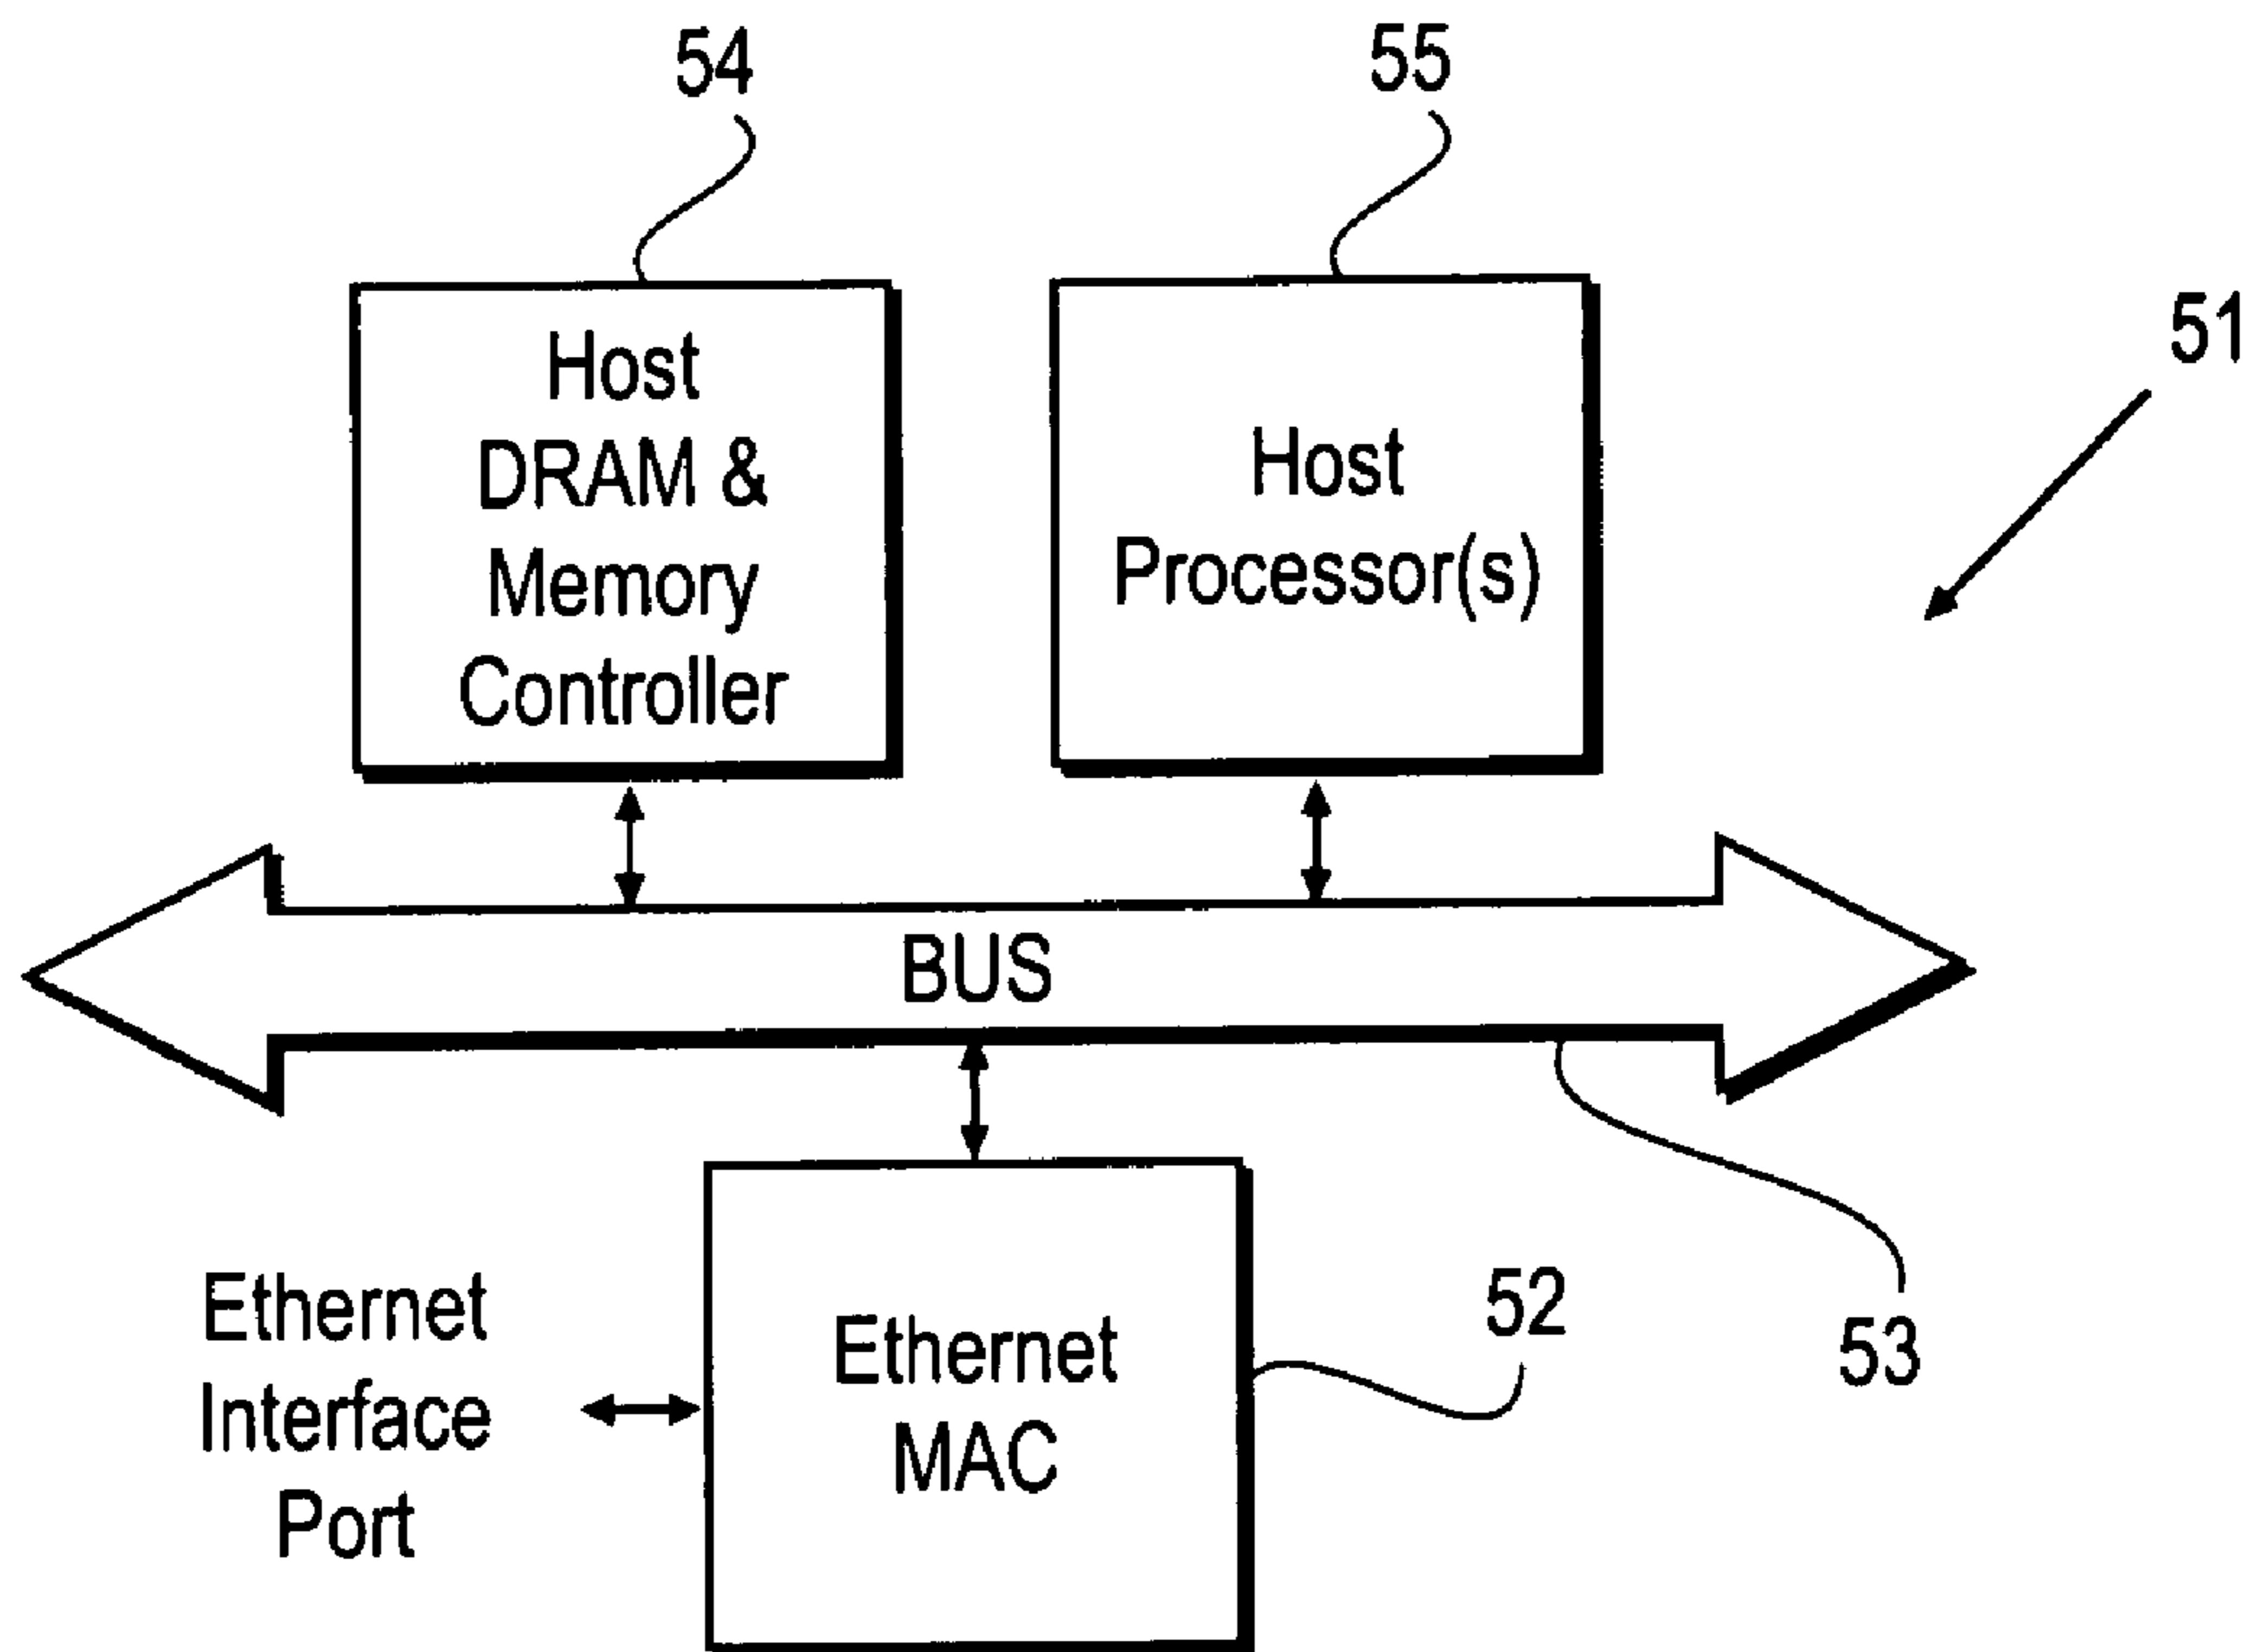 54
55
51
Host
DRAM &
Memory
Controller
Host
Processor(s)
BUS
Ethernet
Interface
Port
Ethernet
MAC
52
53